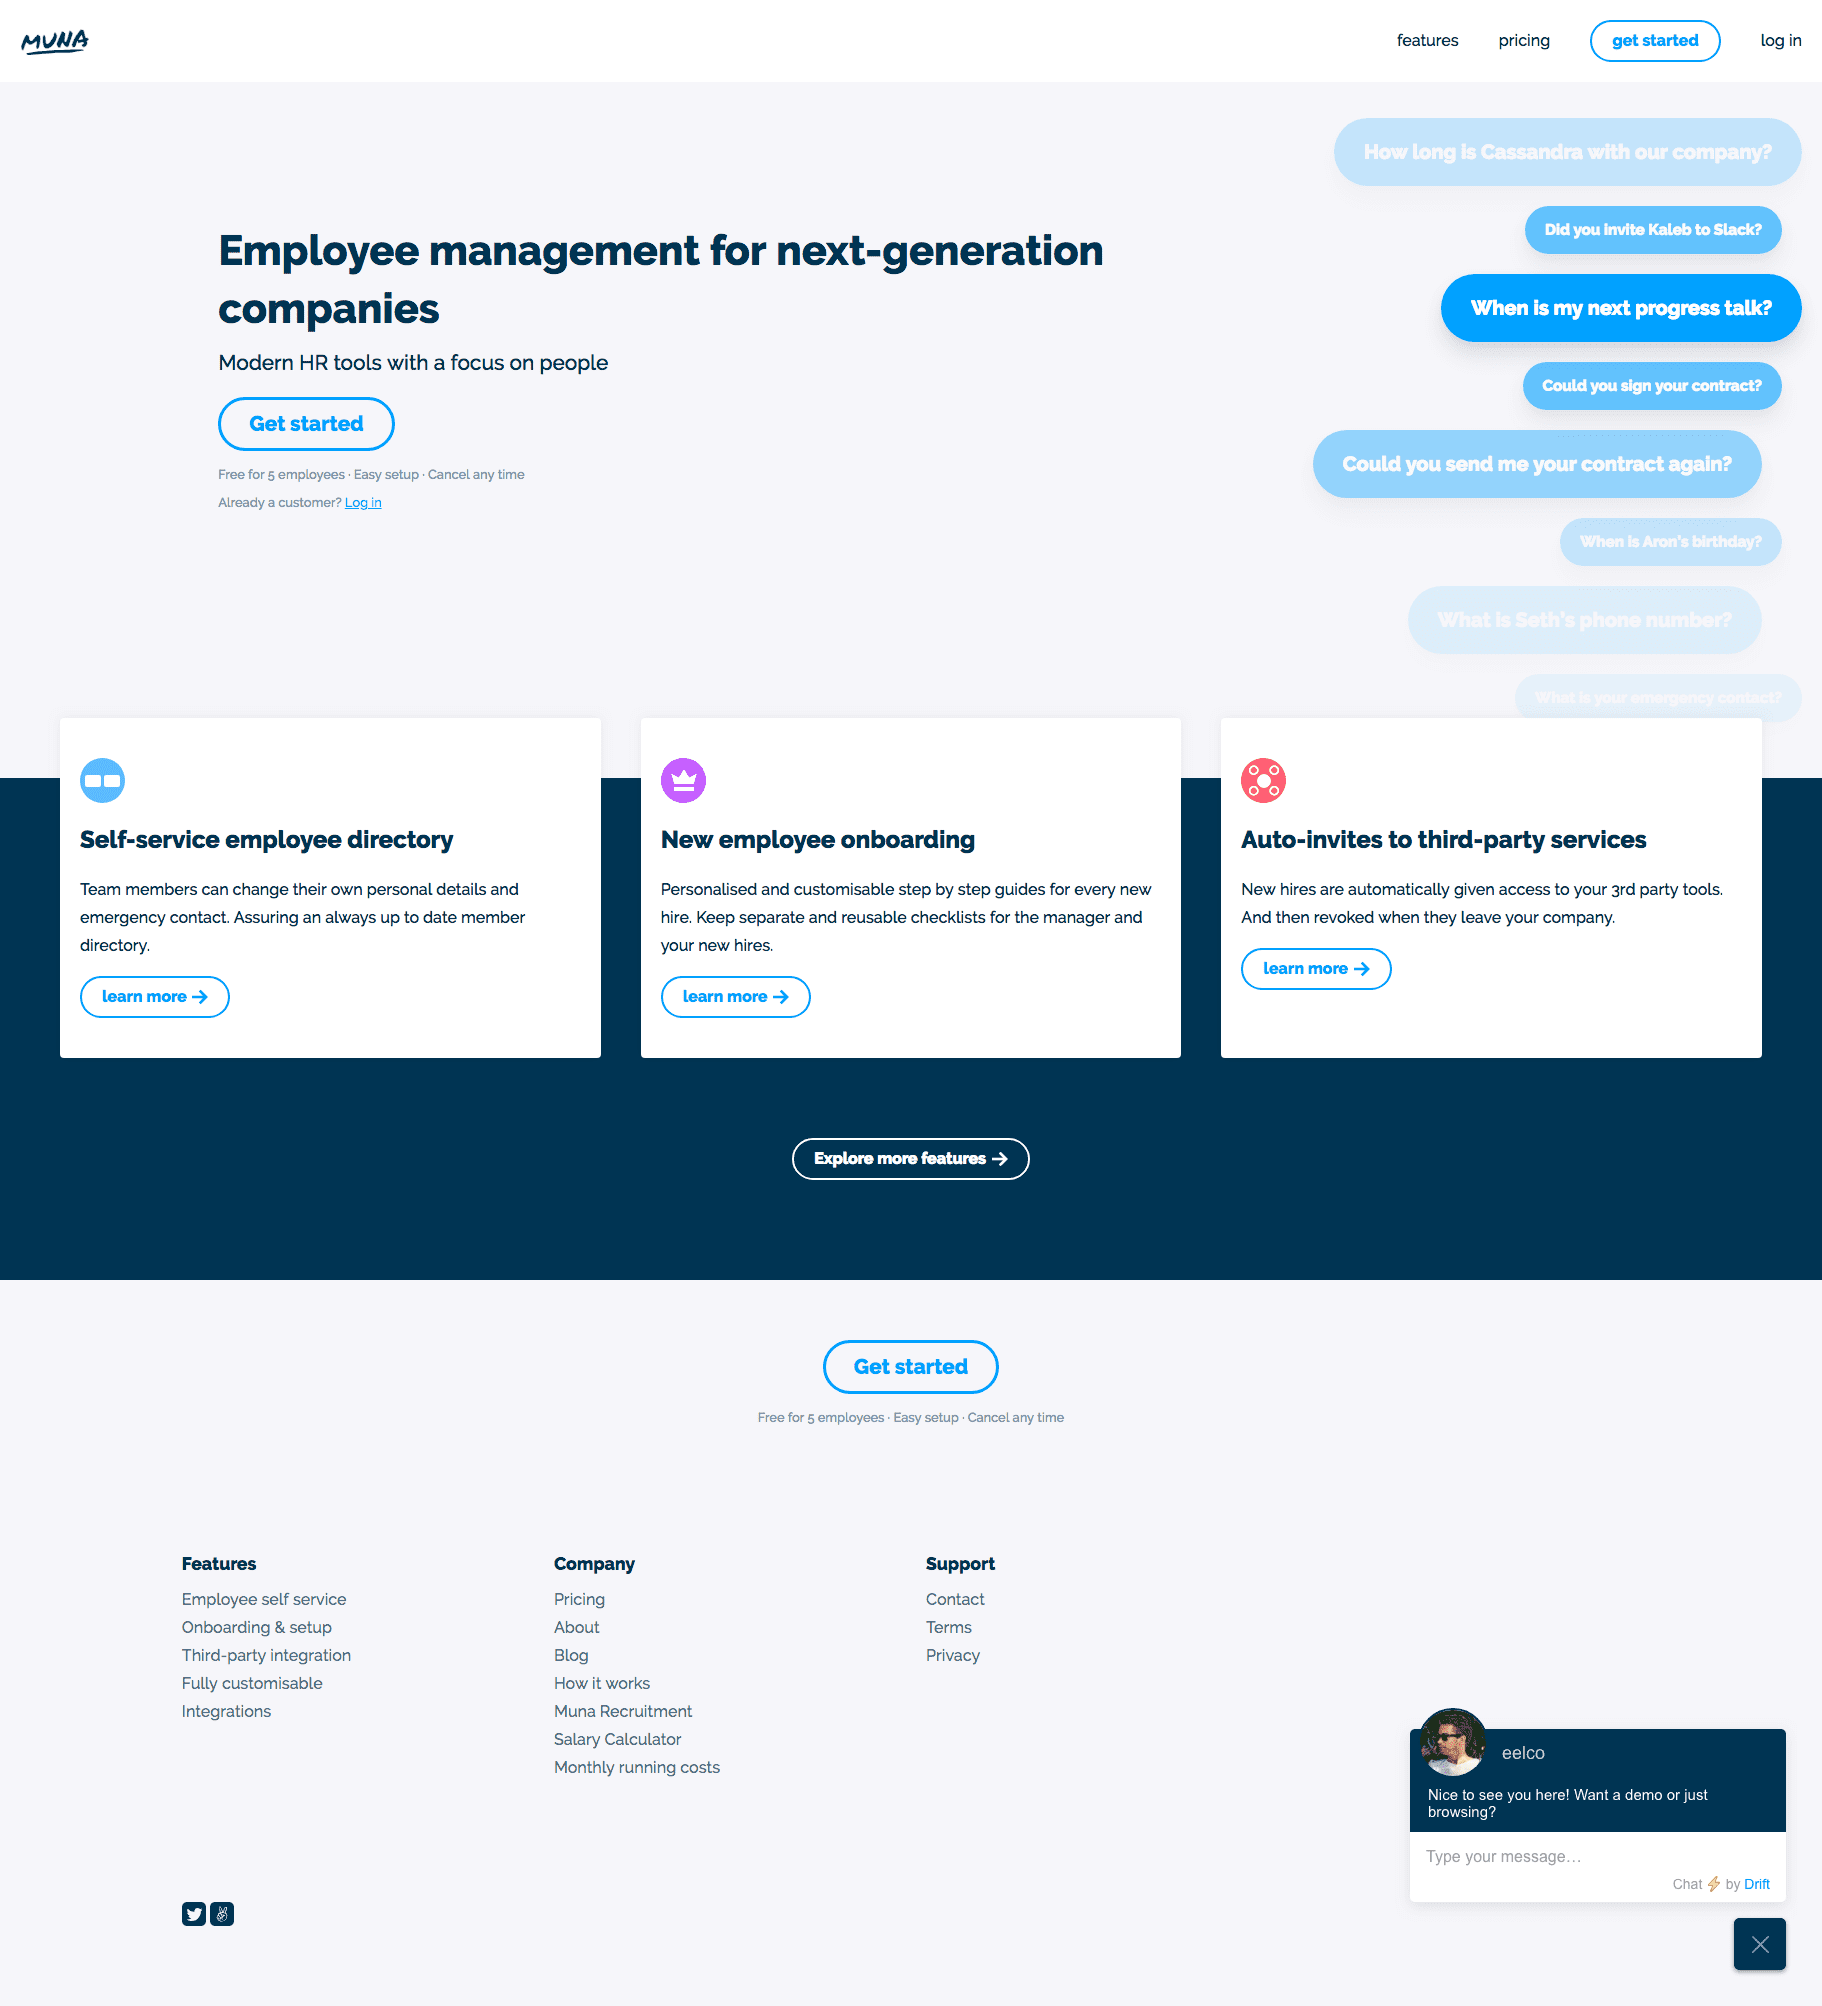 MUNA
features
pricing
get started
log in
How long is Cassandra with our company?
Did you invite Kaleb to Slack?
When is my next progress talk?
Could you sign your contract?
Could you send me your contract again?
When is Aron's birthday?
What is Seth's phone number?
What is your emergency contact?
Employee management for next-generation
companies
Modern HR tools with a focus on people
Get started
Free for 5 employees · Easy setup · Cancel any time
Already a customer? Log in
Self-service employee directory
Team members can change their own personal details and
emergency contact. Assuring an always up to date member
directory.
learn more →
New employee onboarding
Personalised and customisable step by step guides for every new
hire. Keep separate and reusable checklists for the manager and
your new hires.
learn more →
Auto-invites to third-party services
New hires are automatically given access to your 3rd party tools.
And then revoked when they leave your company.
learn more →
Explore more features →
Get started
Free for 5 employees · Easy setup · Cancel any time
Features
Employee self service
Onboarding & setup
Third-party integration
Fully customisable
Integrations
Company
Pricing
About
Blog
How it works
Muna Recruitment
Salary Calculator
Monthly running costs
Support
Contact
Terms
Privacy
eelco
Nice to see you here! Want a demo or just
browsing?
Type your message…
Chat ⚡ by Drift